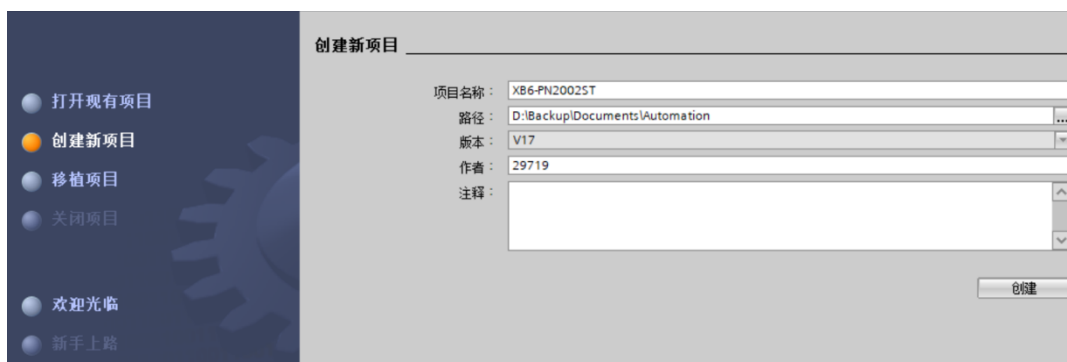 创建新项目
打开现有项目
创建新项目
移植项目
关闭项目
欢迎光临
新手上路
项目名称： XB6-PN2002ST
路径： D:\Backup\Documents\Automation
...
版本： V17
作者： 29719
注释：
创建